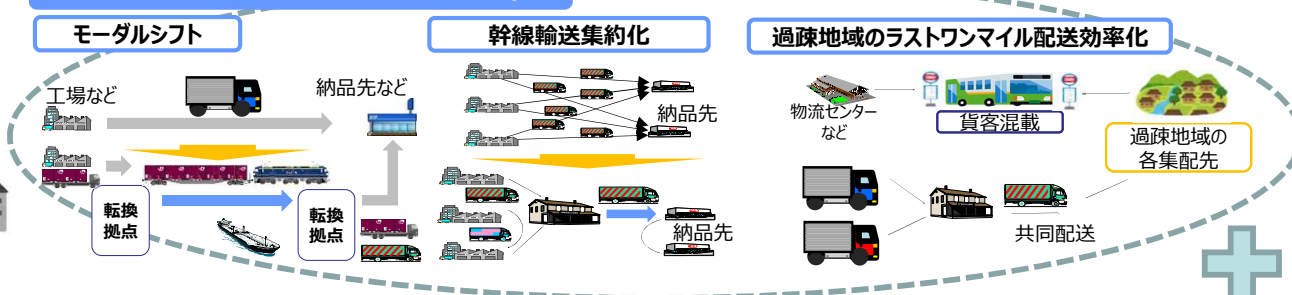 モーダルシフト
工場など
納品先など
転換
拠点
転換
拠点
幹線輸送集約化
納品先
納品先
過疎地域のラストワンマイル配送効率化
物流センター
など
貨客混載
過疎地域の
各集配先
共同配送